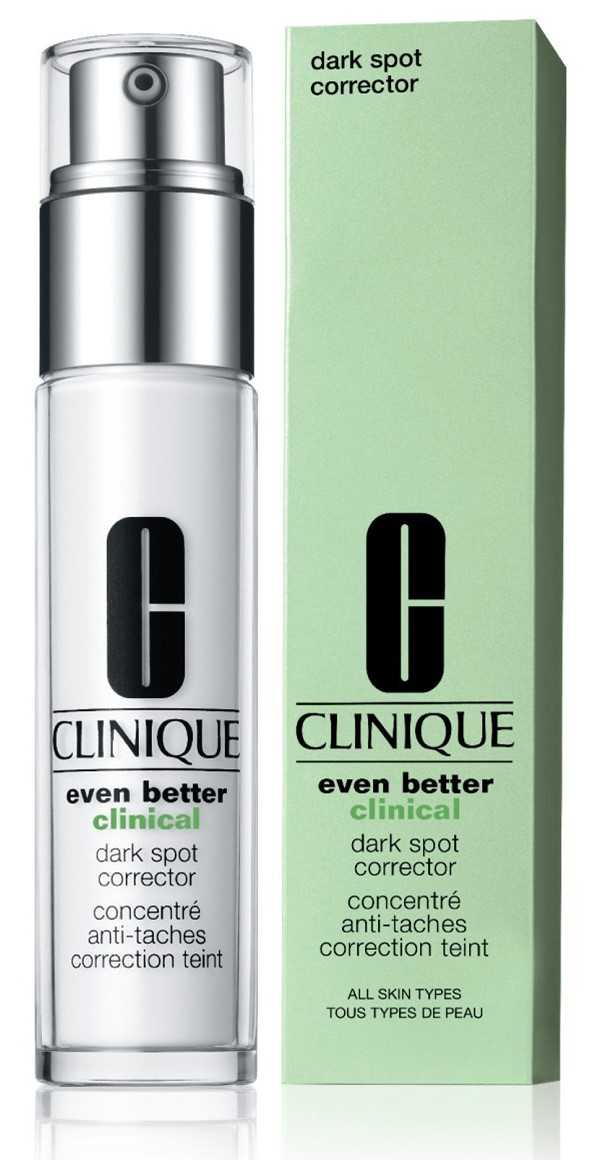 C
CLINIQUE
even better
clinical
dark spot
corrector
concentré
anti-taches
correction teint
dark spot
corrector
C
CLINIQUE
even better
clinical
dark spot
corrector
concentré
anti-taches
correction teint
ALL SKIN TYPES
TOUS TYPES DE PEAU